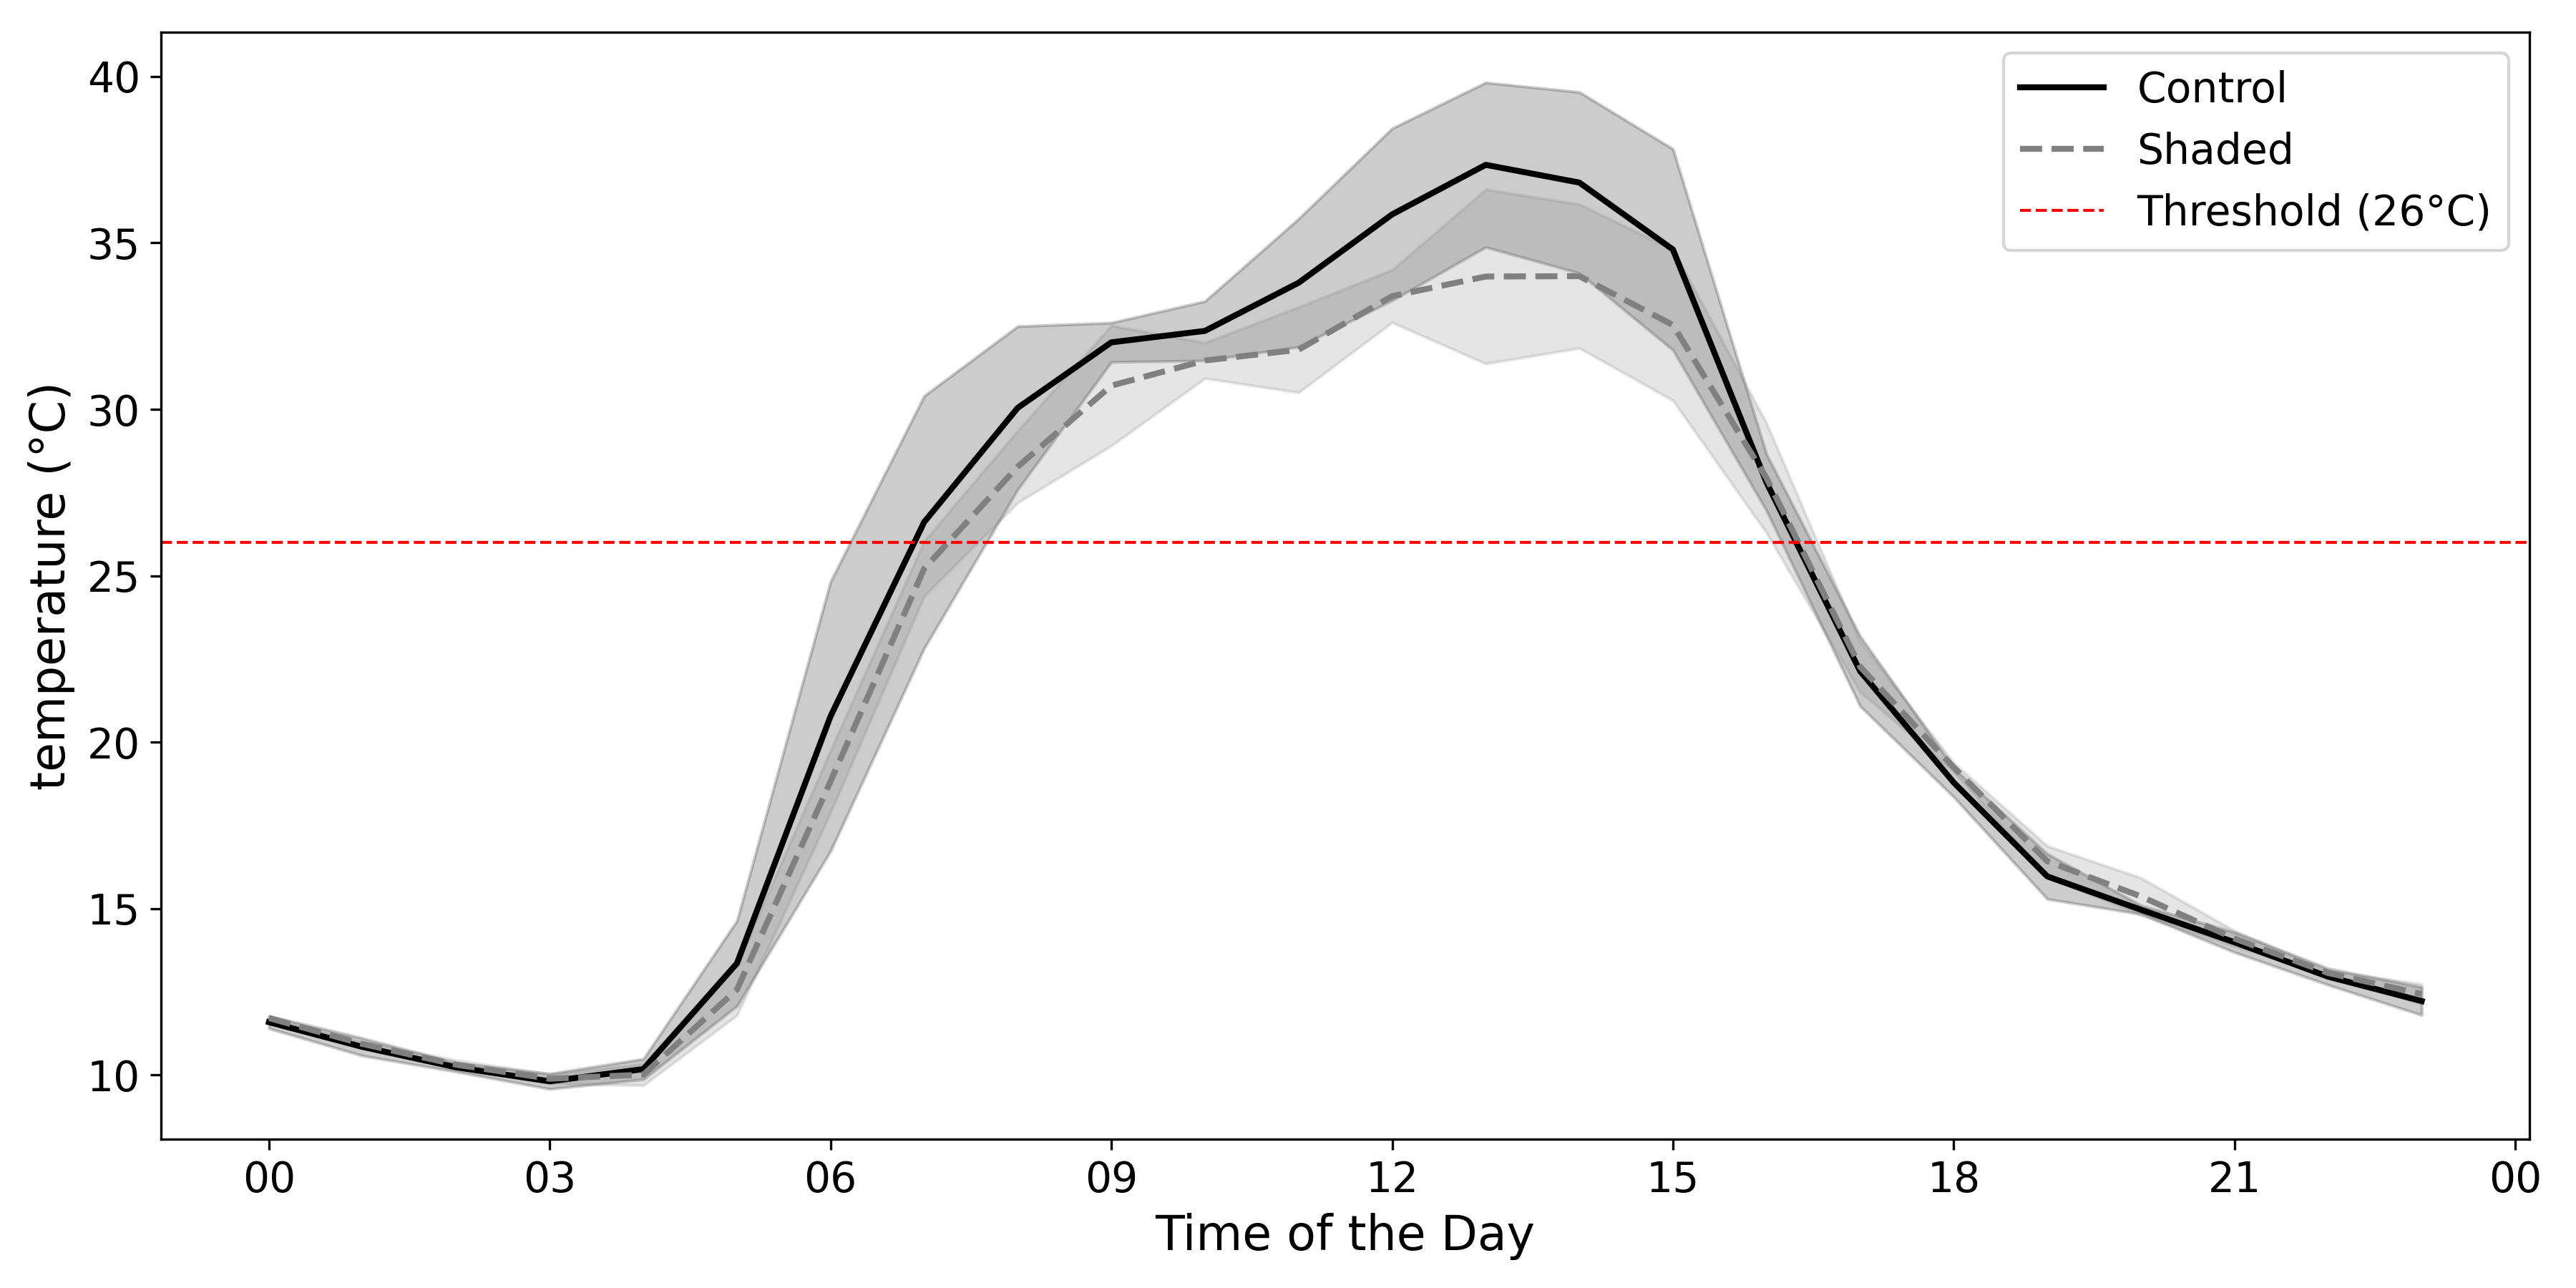 Control
Shaded
Threshold (26°C)
temperature (°C)
40
35
30
25
20
15
10
00 03 06 09 12 15 18 21 00
Time of the Day